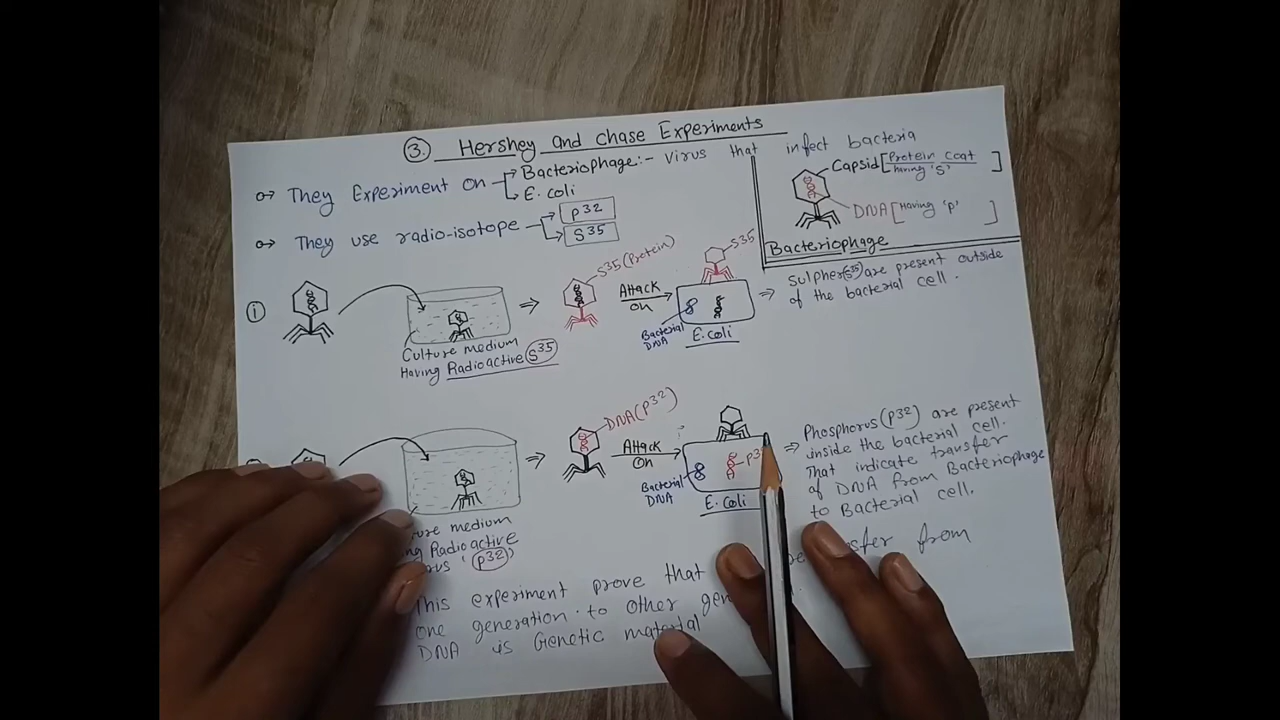 ③. Hershey and chase Experiments
They Experiment on
Bacteriophage:- Virus that infect bacteria
E. coli
They use radio-isotope
P32
S35
Capsid [Protein coat having 'S']
DNA [Having 'P']
Bacteriophage
i
Culture medium
Having Radioactive S35
S35 (Protein)
Attack
on
S35
Bacterial
DNA
E. coli
Sulpher(S35) are present outside
of the bacterial cell.
medium
Radioactive
(P32)
DNA(P32)
Attack
on
P3
Bacterial
DNA
E. coli
Phosphorus (P32) are present
inside the bacterial cell.
That indicate transfer
of DNA from Bacteriophage
to Bacterial cell.
This experiment prove that from
one generation to other
DNA is Genetic material